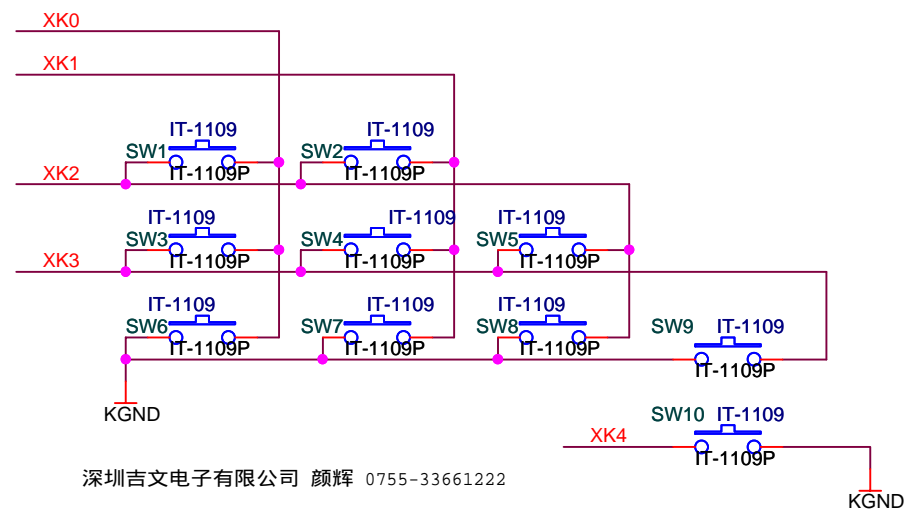 XK0
XK1
IT-1109 IT-1109
SW1 SW2
IT-1109P IT-1109P
XK2
IT-1109 IT-1109 IT-1109
SW3 SW4 SW5
IT-1109P IT-1109P IT-1109P
XK3
IT-1109 IT-1109 IT-1109
SW6 SW7 SW8 SW9 IT-1109
IT-1109P IT-1109P IT-1109P
IT-1109P
KGND
SW10 IT-1109
XK4
IT-1109P
深圳吉文电子有限公司 颜辉 0755-33661222
KGND